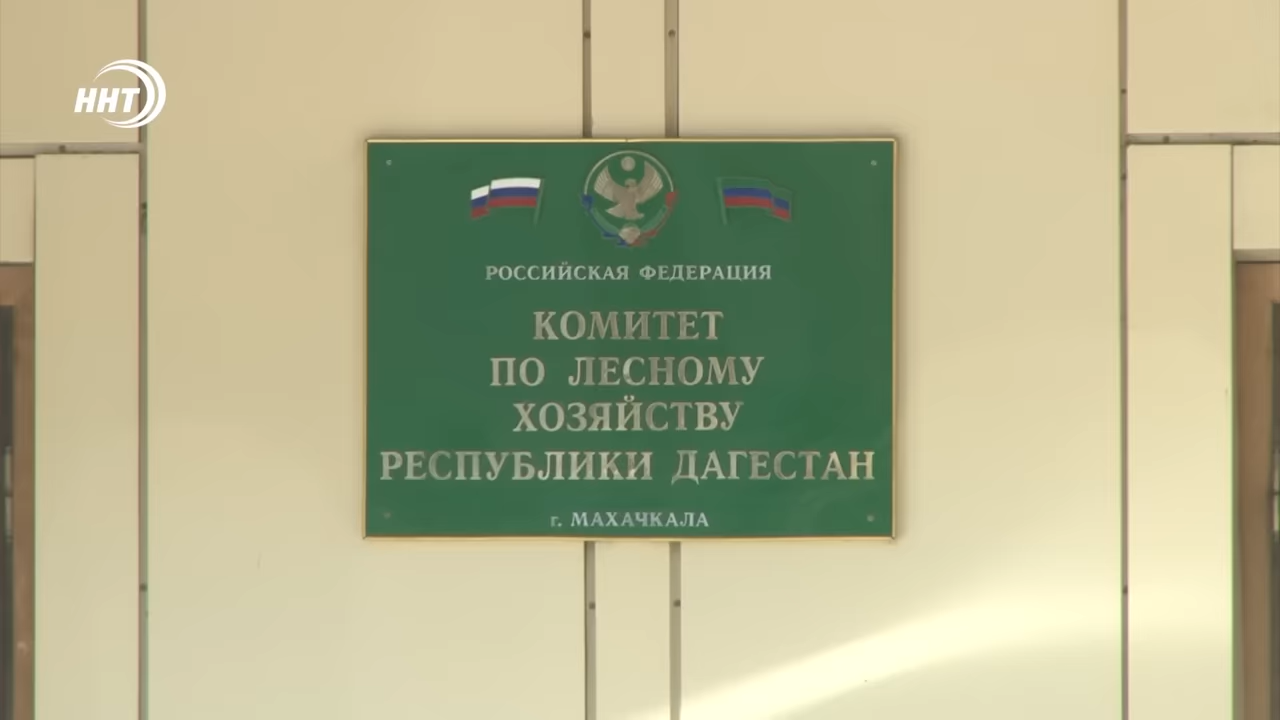 ННТ
РОССИЙСКАЯ ФЕДЕРАЦИЯ
КОМИТЕТ
ПО ЛЕСНОМУ
ХОЗЯЙСТВУ
РЕСПУБЛИКИ ДАГЕСТАН
г. МАХАЧКАЛА